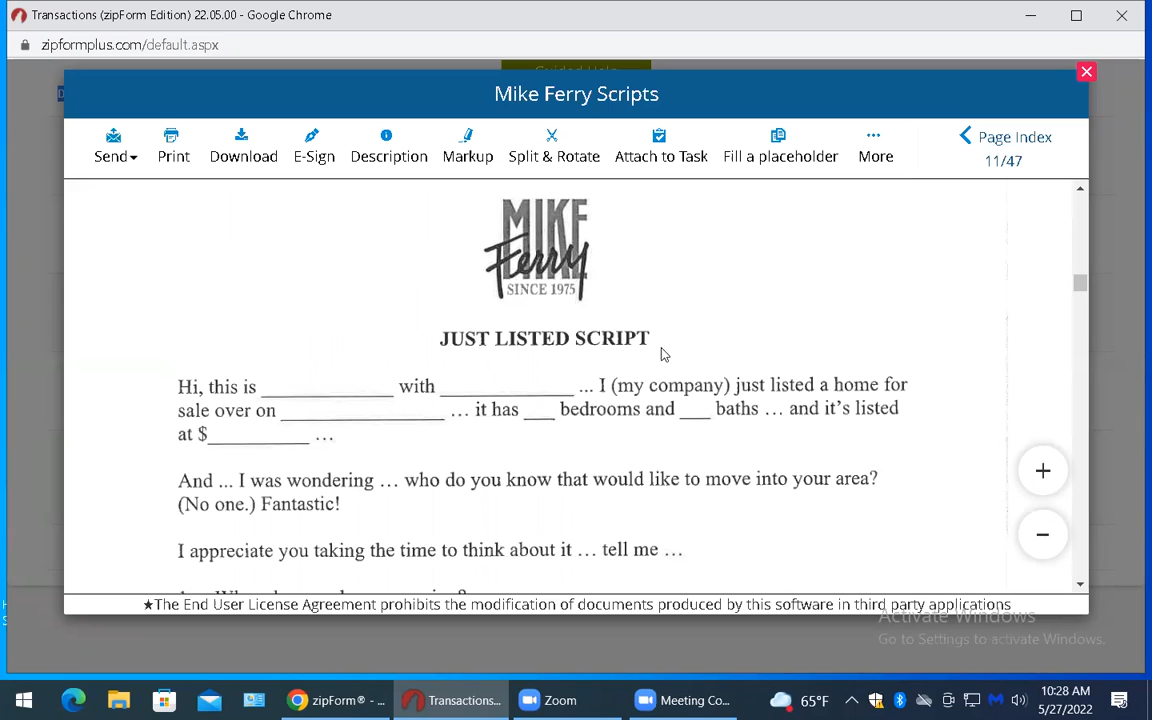 Transactions (zipForm Edition) 22.05.00 - Google Chrome
zipformplus.com/default.aspx
Mike Ferry Scripts
Send Print Download E-Sign Description Markup Split & Rotate Attach to Task Fill a placeholder More Page Index
11/47
MIKE
Ferry
SINCE 1975
JUST LISTED SCRIPT
Hi, this is ____________ with ____________ ... I (my company) just listed a home for
sale over on _______________ … it has ___ bedrooms and ___ baths … and it's listed
at $__________ …
And ... I was wondering … who do you know that would like to move into your area?
(No one.) Fantastic!
I appreciate you taking the time to think about it … tell me …
★The End User License Agreement prohibits the modification of documents produced by this software in third party applications
Activate Windows
Go to Settings to activate Windows.
zipForm® - ... Transactions... Zoom Meeting Co... 65°F 10:28 AM
5/27/2022